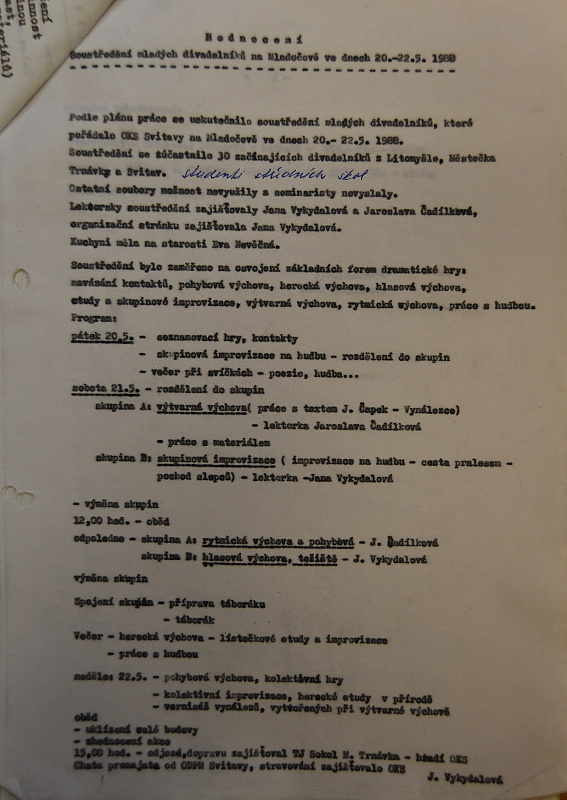 H o d n o c e n í
Soustředění mladých divadelníků na Mladočově ve dnech 20.-22.5. 1988
Podle plánu práce se uskutečnilo soustředění mladých divadelníků, které
pořádalo OKS Svitavy na Mladočově ve dnech 20.- 22.5. 1988.
Soustředění se zúčastnilo 30 začínajících divadelníků z Litomyšle, Městečka
Trnávky a Svitav. studenti středních škol
Ostatní soubory možnost nevyužily a seminaristy nevyslaly.
Lektorsky soustředění zajišťovaly Jana Vykydalová a Jaroslava Čadílková,
organizační stránku zajišťovala Jana Vykydalová.
Kuchyni měla na starosti Eva Nevěčná.
Soustředění bylo zaměřeno na osvojení základních forem dramatické hry:
navázání kontaktů, pohybová výchova, herecká výchova, hlasová výchova,
etudy a skupinové improvizace, výtvarná výchova, rytmická výchova, práce s hudbou.
Program:
pátek 20.5. - seznamovací hry, kontakty
- skupinová improvizace na hudbu - rozdělení do skupin
- večer při svíčkách - poezie, hudba...
sobota 21.5. - rozdělení do skupin
skupina A: výtvarná výchova( práce s textem J. Čapek - Vynálezce)
- lektorka Jaroslava Čadílková
- práce s materiálem
skupina B: skupinová improvizace ( improvizace na hudbu - cesta pralesem -
pochod slepců) - lektorka -Jana Vykydalová
- výměna skupin
12,00 hod. - oběd
odpoledne - skupina A: rytmická výchova a pohybová - J. Čadílková
skupina B: hlasová výchova, těžiště - J. Vykydalová
výměna skupin
Spojení skupin - příprava táboráku
- táborák
Večer - herecká výchova - lístečkové etudy a improvizace
- práce s hudbou
neděle: 22.5. - pohybová výchova, kolektivní hry
- kolektivní improvizace, herecké etudy v přírodě
- vernisáž vynálezů, vytvořených při výtvarné výchově
oběd
- uklizení celé budovy
- zhodnocení akce
15,00 hod. - odjezd,dopravu zajišťoval TJ Sokol M. Trnávka - hradí OKS
Chata pronajata od ODPM Svitavy, stravování zajišťovalo OKS
J. Vykydalová